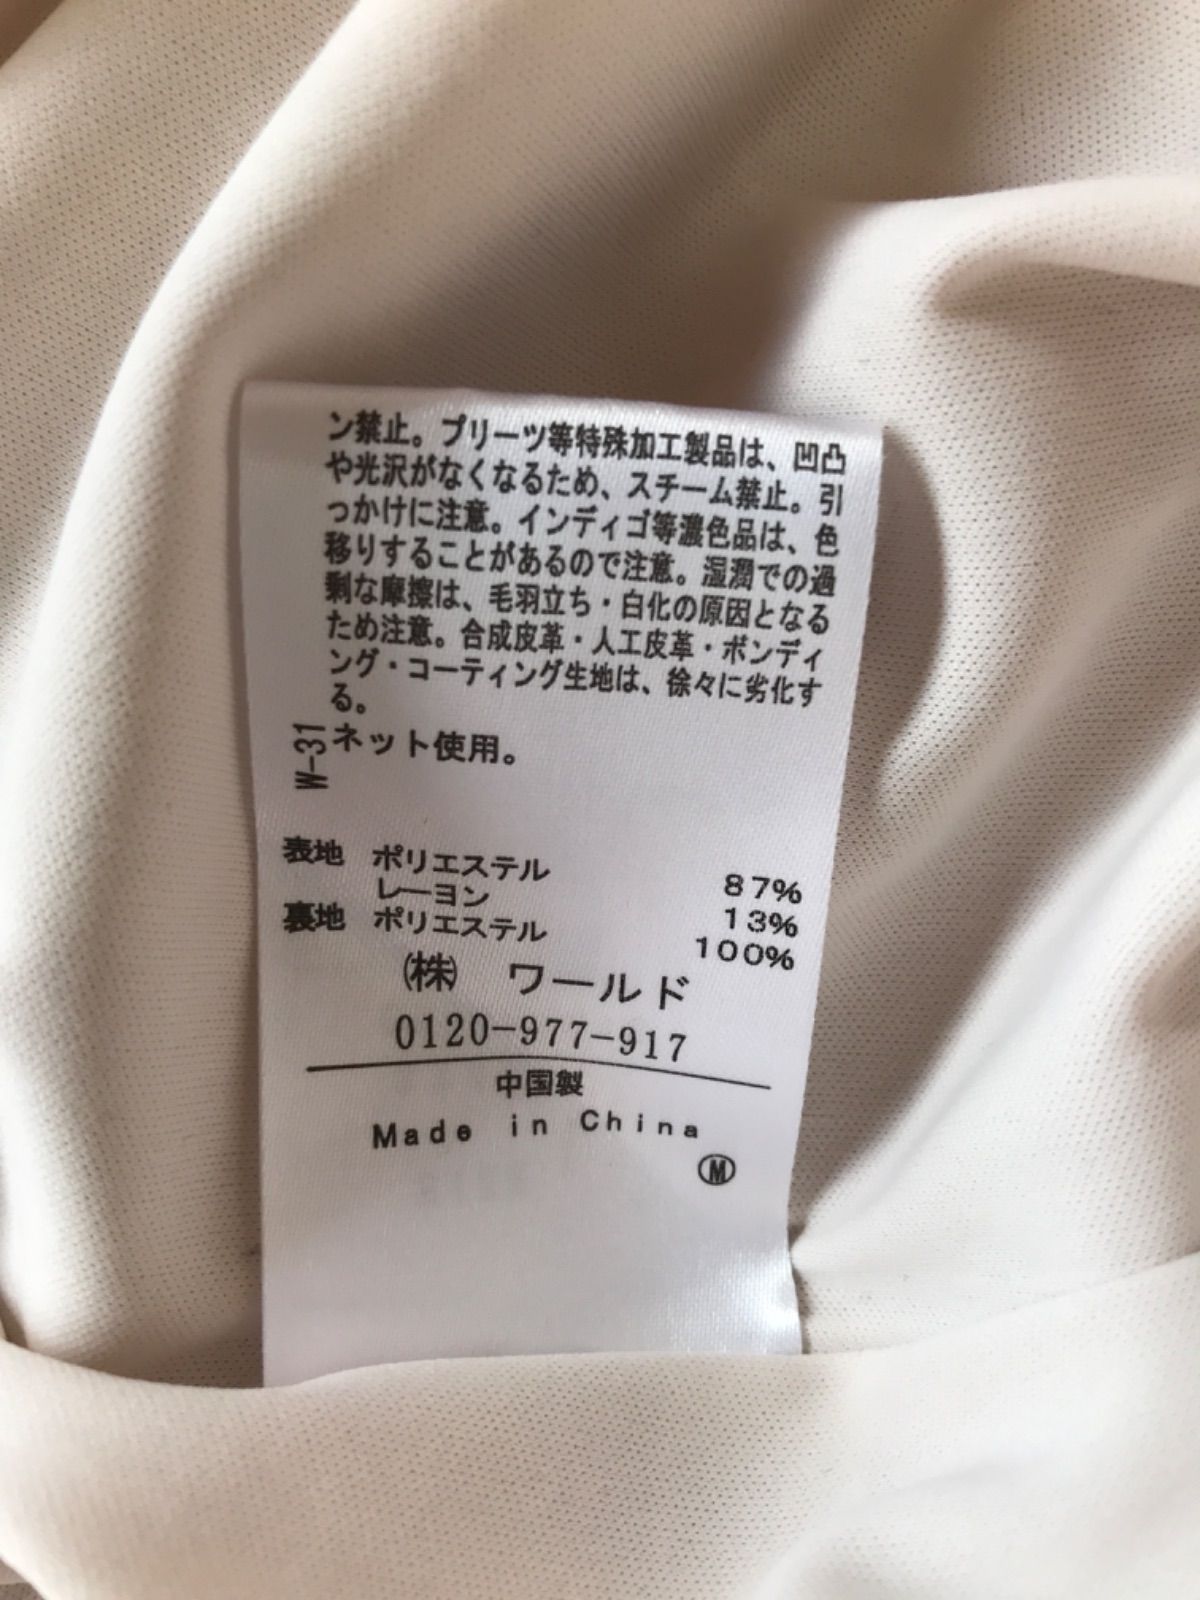 ン禁止。プリーツ等特殊加工製品は、凹凸
や光沢がなくなるため、スチーム禁止。引
っかけに注意。インディゴ等濃色品は、色
移りすることがあるので注意。湿潤での過
剰な摩擦は、毛羽立ち・白化の原因となる
ため注意。合成皮革・人工皮革・ボンディ
ング・コーティング生地は、徐々に劣化す
る。
W-31
ネット使用。
表地 ポリエステル 87%
レーヨン 13%
裏地 ポリエステル 100%
㈱ ワールド
0120-977-917
中国製
Made in China
Ⓜ